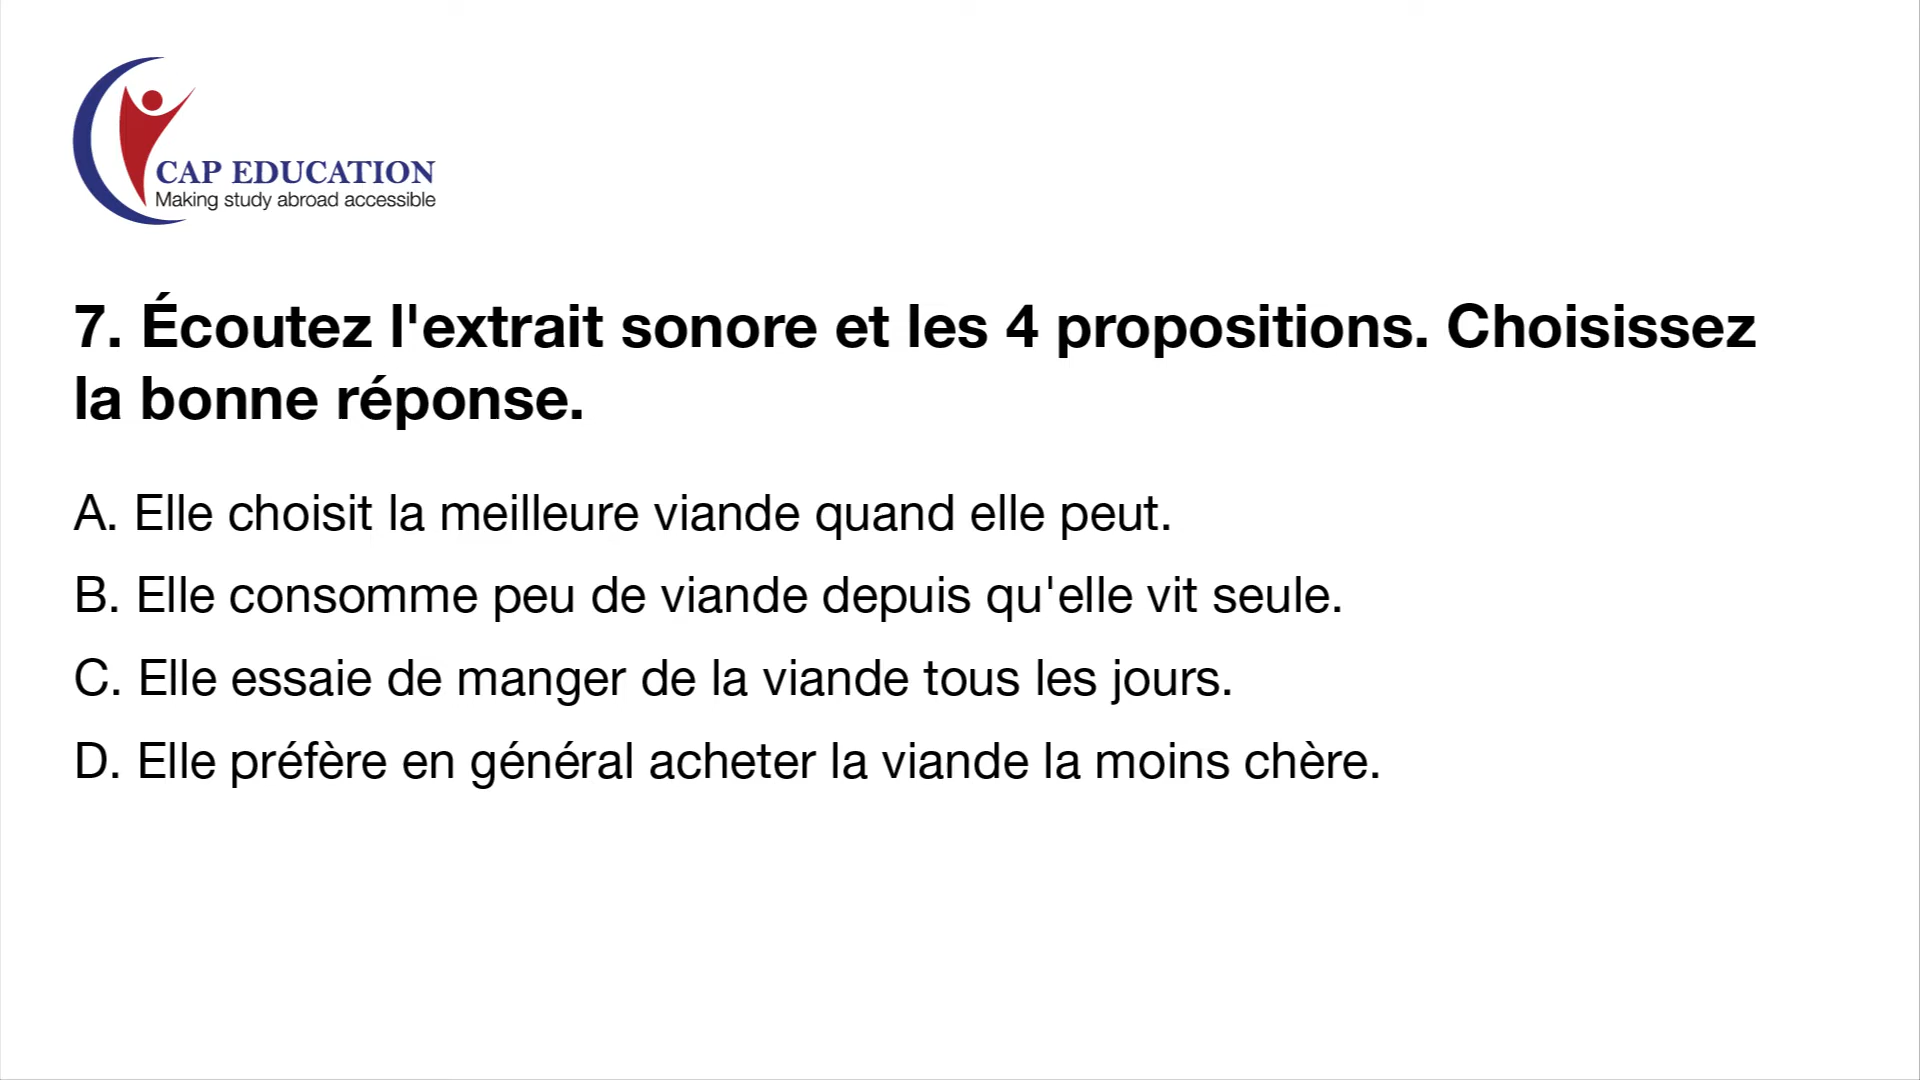 CAP EDUCATION
Making study abroad accessible
7. Écoutez l'extrait sonore et les 4 propositions. Choisissez
la bonne réponse.
A. Elle choisit la meilleure viande quand elle peut.
B. Elle consomme peu de viande depuis qu'elle vit seule.
C. Elle essaie de manger de la viande tous les jours.
D. Elle préfère en général acheter la viande la moins chère.